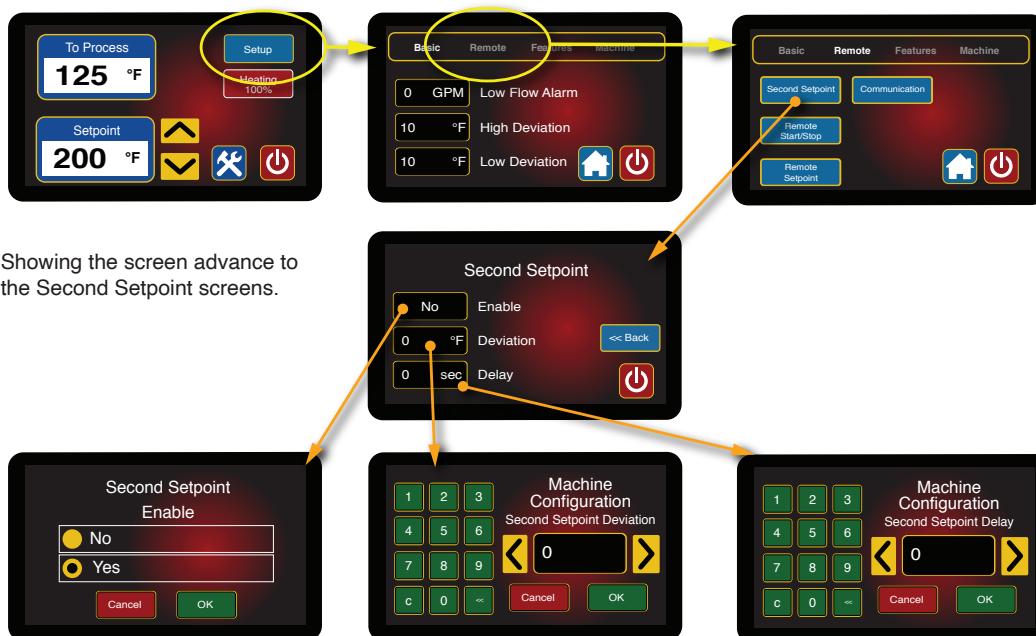 To Process
125 °F
Setup
Heating
100%
Setpoint
200 °F
Basic Remote Features Machine
0 GPM Low Flow Alarm
10 °F High Deviation
10 °F Low Deviation
Basic Remote Features Machine
Second Setpoint Communication
Remote
Start/Stop
Remote
Setpoint
Showing the screen advance to
the Second Setpoint screens.
Second Setpoint
No Enable
0 °F Deviation
<< Back
0 sec Delay
Second Setpoint
Enable
No
Yes
Cancel OK
Machine
Configuration
Second Setpoint Deviation
1 2 3
4 5 6
7 8 9
c 0 <<
0
Cancel OK
Machine
Configuration
Second Setpoint Delay
1 2 3
4 5 6
7 8 9
c 0 <<
0
Cancel OK